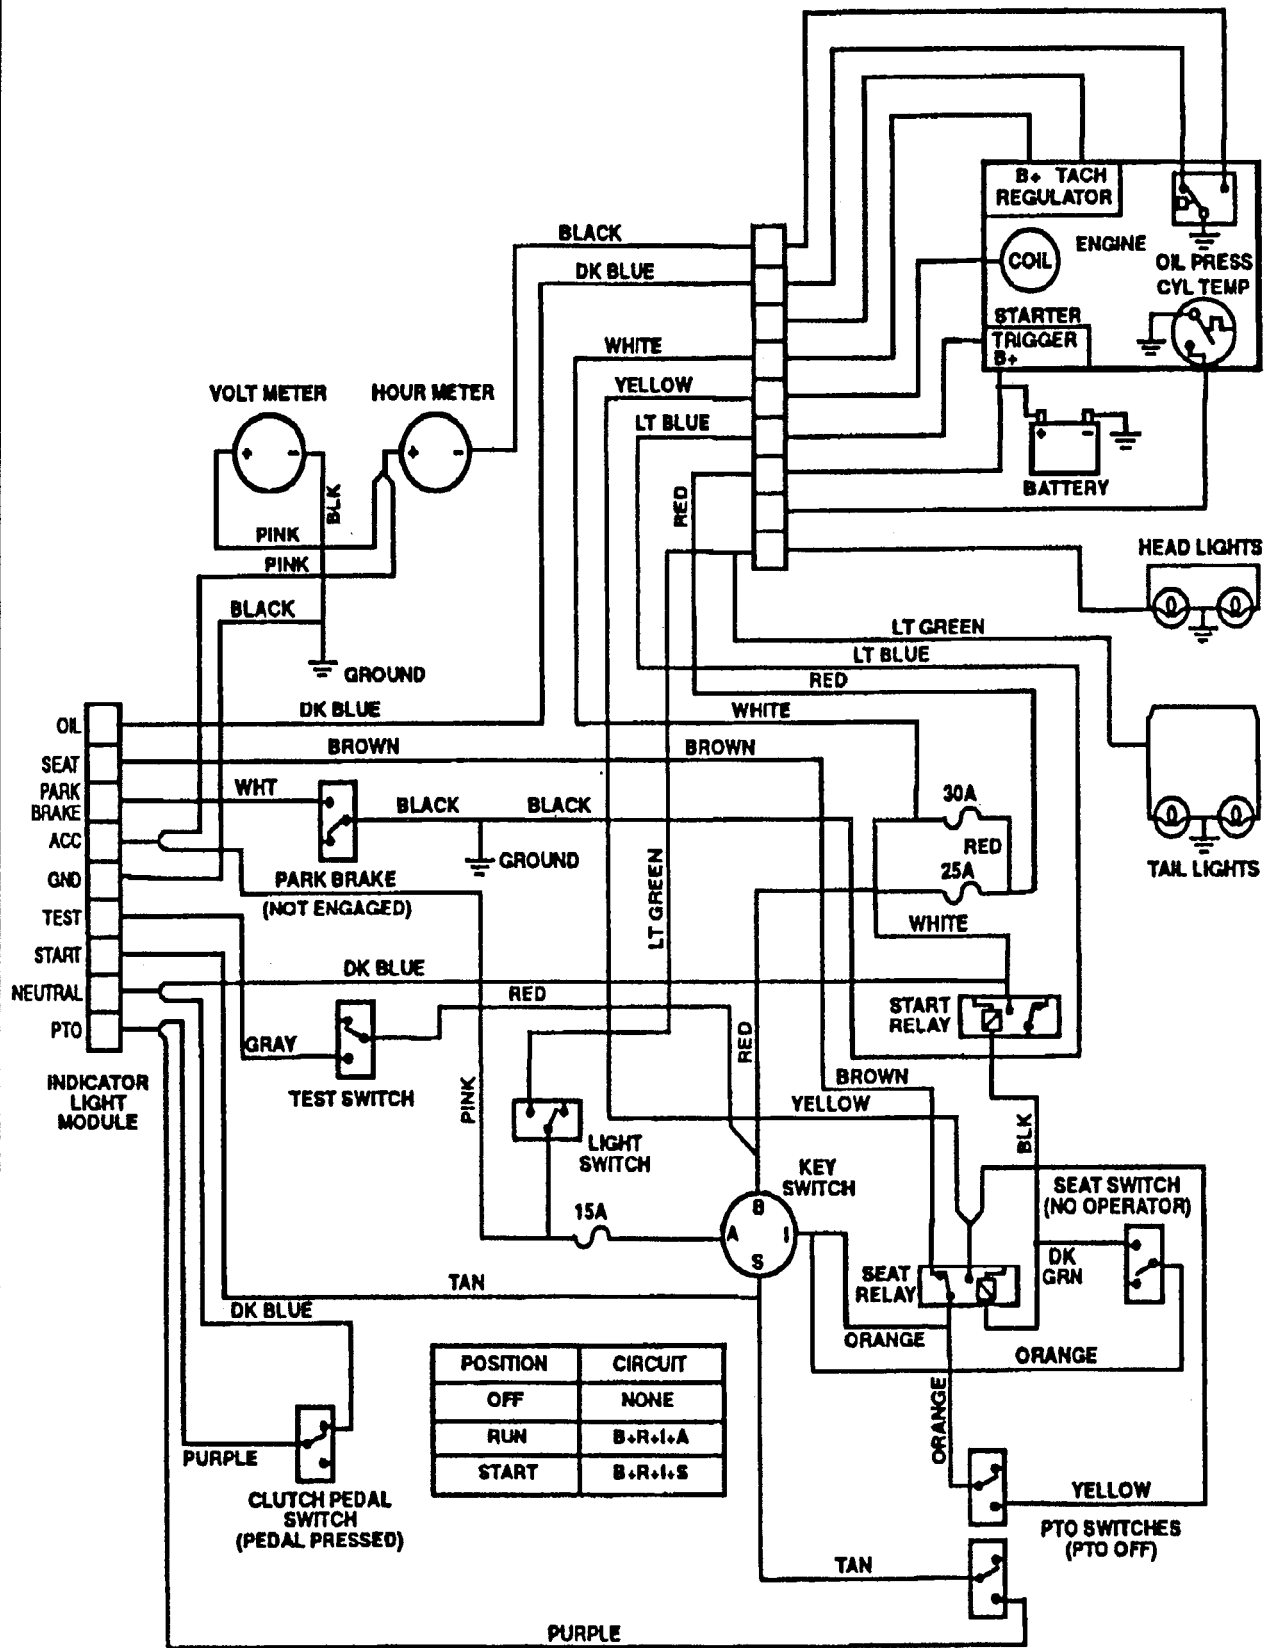 B+ TACH
REGULATOR
BLACK
ENGINE
COIL
OIL PRESS
CYL TEMP
DK BLUE
STARTER
TRIGGER
B+
WHITE
YELLOW
LT BLUE
VOLT METER
HOUR METER
+ -
+ -
+ -
BATTERY
RED
BLK
PINK
PINK
HEAD LIGHTS
BLACK
LT GREEN
LT BLUE
GROUND
RED
DK BLUE
WHITE
OIL
BROWN
BROWN
SEAT
PARK
BRAKE
WHT
BLACK
BLACK
30A
ACC
RED
GROUND
25A
TAIL LIGHTS
GND
PARK BRAKE
(NOT ENGAGED)
LT GREEN
TEST
WHITE
START
DK BLUE
NEUTRAL
RED
START
RELAY
PTO
GRAY
RED
INDICATOR
LIGHT
MODULE
TEST SWITCH
PINK
BROWN
YELLOW
BLK
LIGHT
SWITCH
KEY
SWITCH
SEAT SWITCH
(NO OPERATOR)
15A
B
A
I
S
DK
GRN
TAN
SEAT
RELAY
DK BLUE
ORANGE
ORANGE
POSITION CIRCUIT
OFF NONE
RUN B+R+I+A
START B+R+I+S
ORANGE
PURPLE
CLUTCH PEDAL
SWITCH
(PEDAL PRESSED)
YELLOW
PTO SWITCHES
(PTO OFF)
TAN
PURPLE